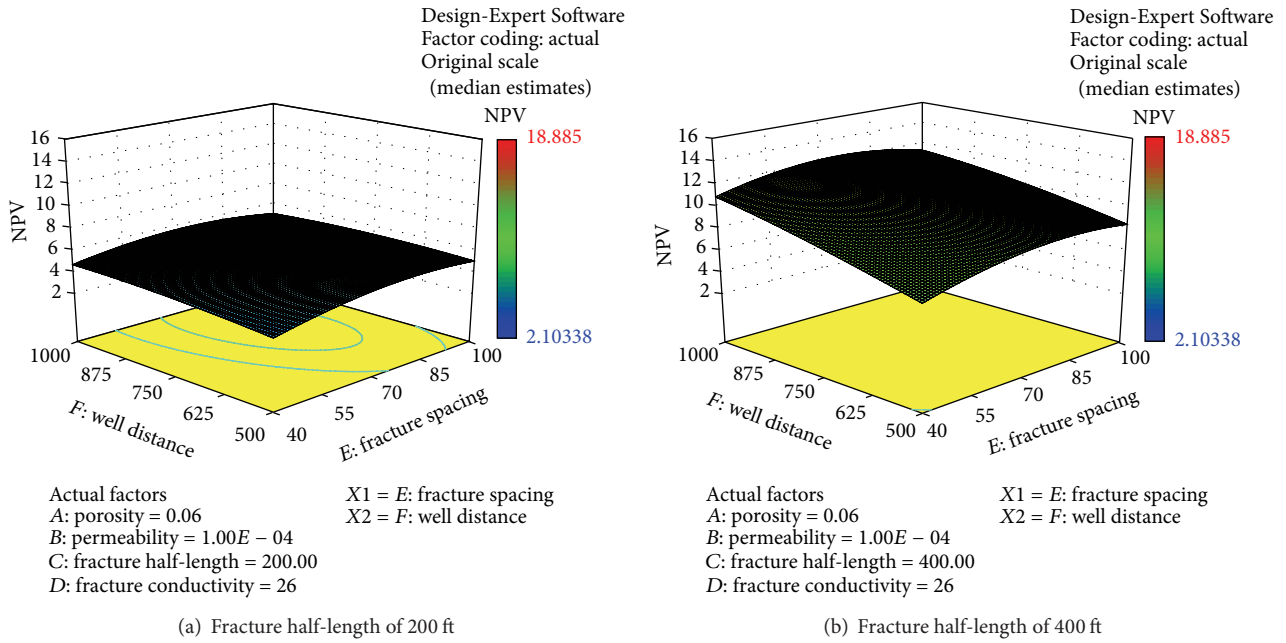 Design-Expert Software
Factor coding: actual
Original scale
(median estimates)
NPV
18.885
2.10338
16
14
12
10
8
6
4
2
NPV
1000
875
750
625
500
F: well distance
40
55
70
85
100
E: fracture spacing
Actual factors
A: porosity = 0.06
B: permeability = 1.00E − 04
C: fracture half-length = 200.00
D: fracture conductivity = 26
X1 = E: fracture spacing
X2 = F: well distance
(a) Fracture half-length of 200 ft
Design-Expert Software
Factor coding: actual
Original scale
(median estimates)
NPV
18.885
2.10338
16
14
12
10
8
6
4
2
NPV
1000
875
750
625
500
F: well distance
40
55
70
85
100
E: fracture spacing
Actual factors
A: porosity = 0.06
B: permeability = 1.00E − 04
C: fracture half-length = 400.00
D: fracture conductivity = 26
X1 = E: fracture spacing
X2 = F: well distance
(b) Fracture half-length of 400 ft